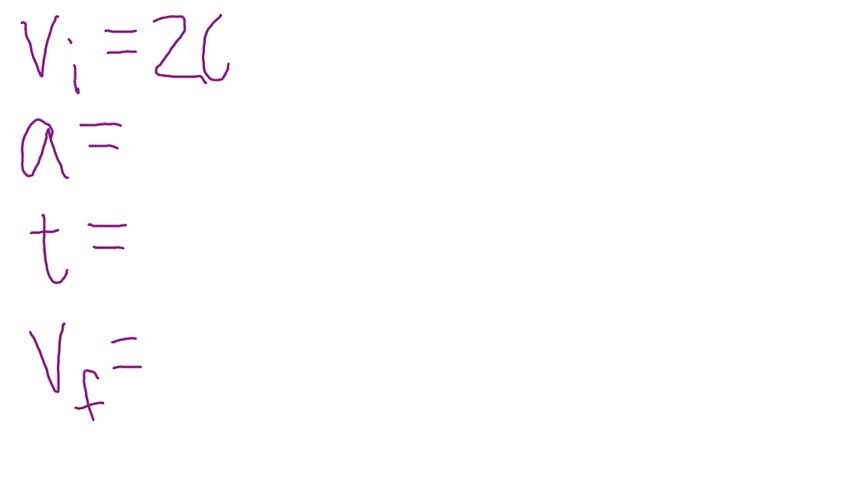 Vi = 2
a =
t =
Vf =